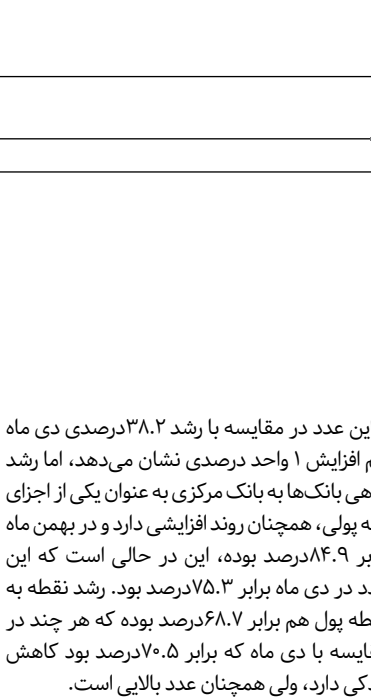 این عدد در مقایسه با رشد ۳۸.۲درصدی دی ماه
افزایش ۱ واحد درصدی نشان می‌دهد، اما رشد
بانک‌ها به بانک مرکزی به عنوان یکی از اجزای
پولی، همچنان روند افزایشی دارد و در بهمن ماه
۸۴.۹درصد بوده، این در حالی است که این
در دی ماه برابر ۷۵.۳درصد بود. رشد نقطه به
پول هم برابر ۶۸.۷درصد بوده که هر چند در
با دی ماه که برابر ۷۰.۵درصد بود کاهش
دارد، ولی همچنان عدد بالایی است.